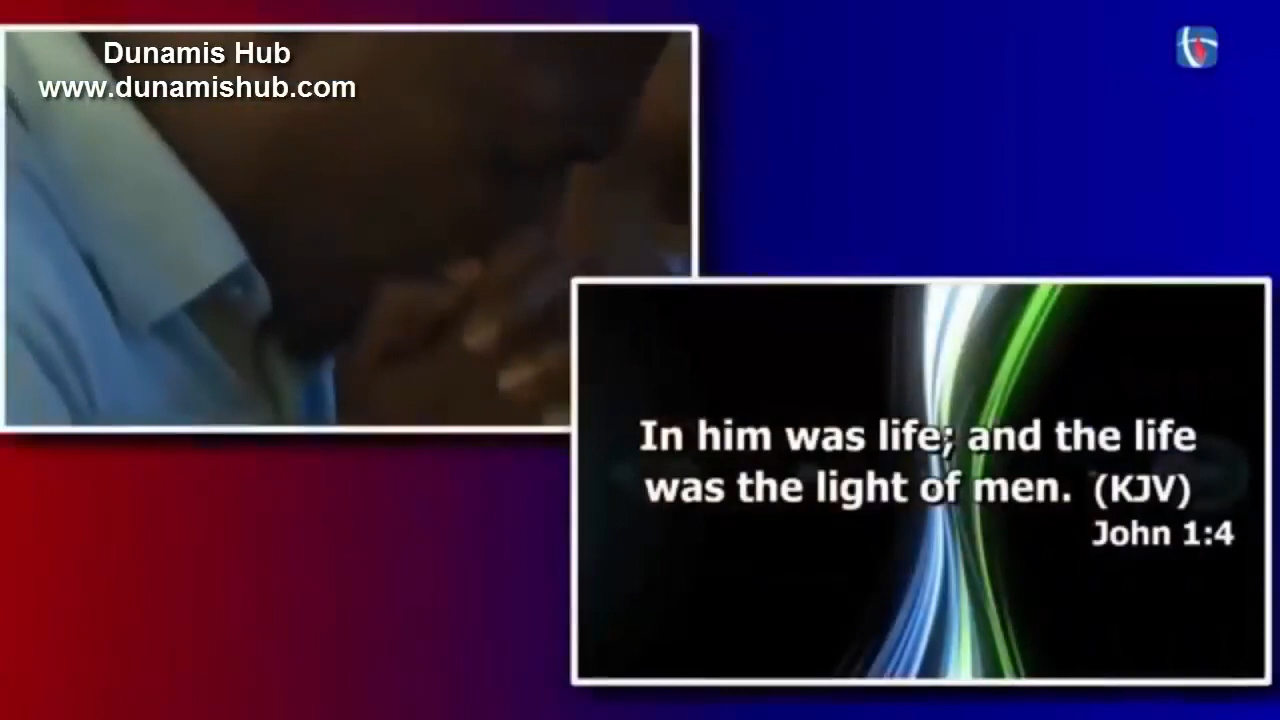 Dunamis Hub
www.dunamishub.com
In him was life; and the life
was the light of men. (KJV)
John 1:4